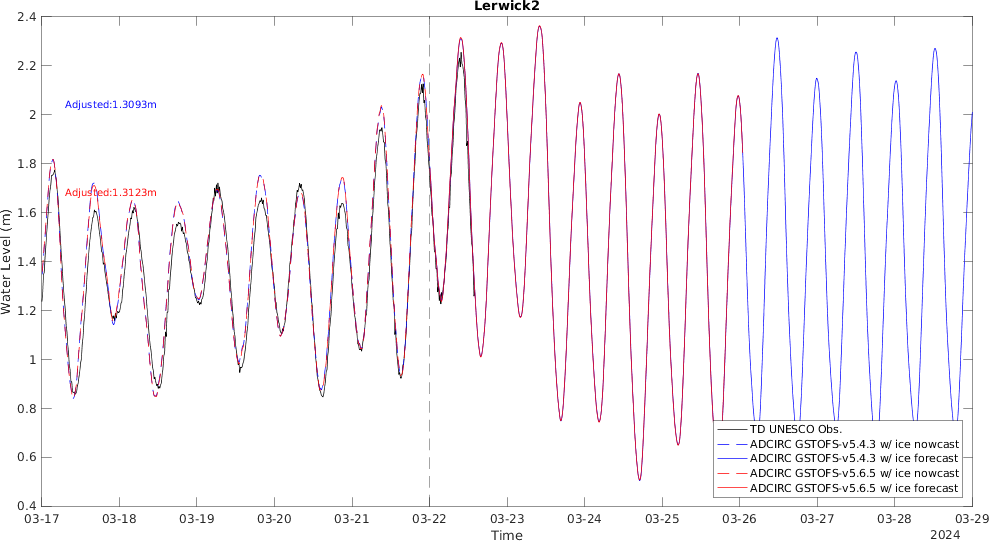 Lerwick2
2.4
2.2
2
1.8
1.6
1.4
1.2
1
0.8
0.6
0.4
Water Level (m)
Adjusted:1.3093m
Adjusted:1.3123m
TD UNESCO Obs.
ADCIRC GSTOFS-v5.4.3 w/ ice nowcast
ADCIRC GSTOFS-v5.4.3 w/ ice forecast
ADCIRC GSTOFS-v5.6.5 w/ ice nowcast
ADCIRC GSTOFS-v5.6.5 w/ ice forecast
03-17 03-18 03-19 03-20 03-21 03-22 03-23 03-24 03-25 03-26 03-27 03-28 03-29
Time
2024